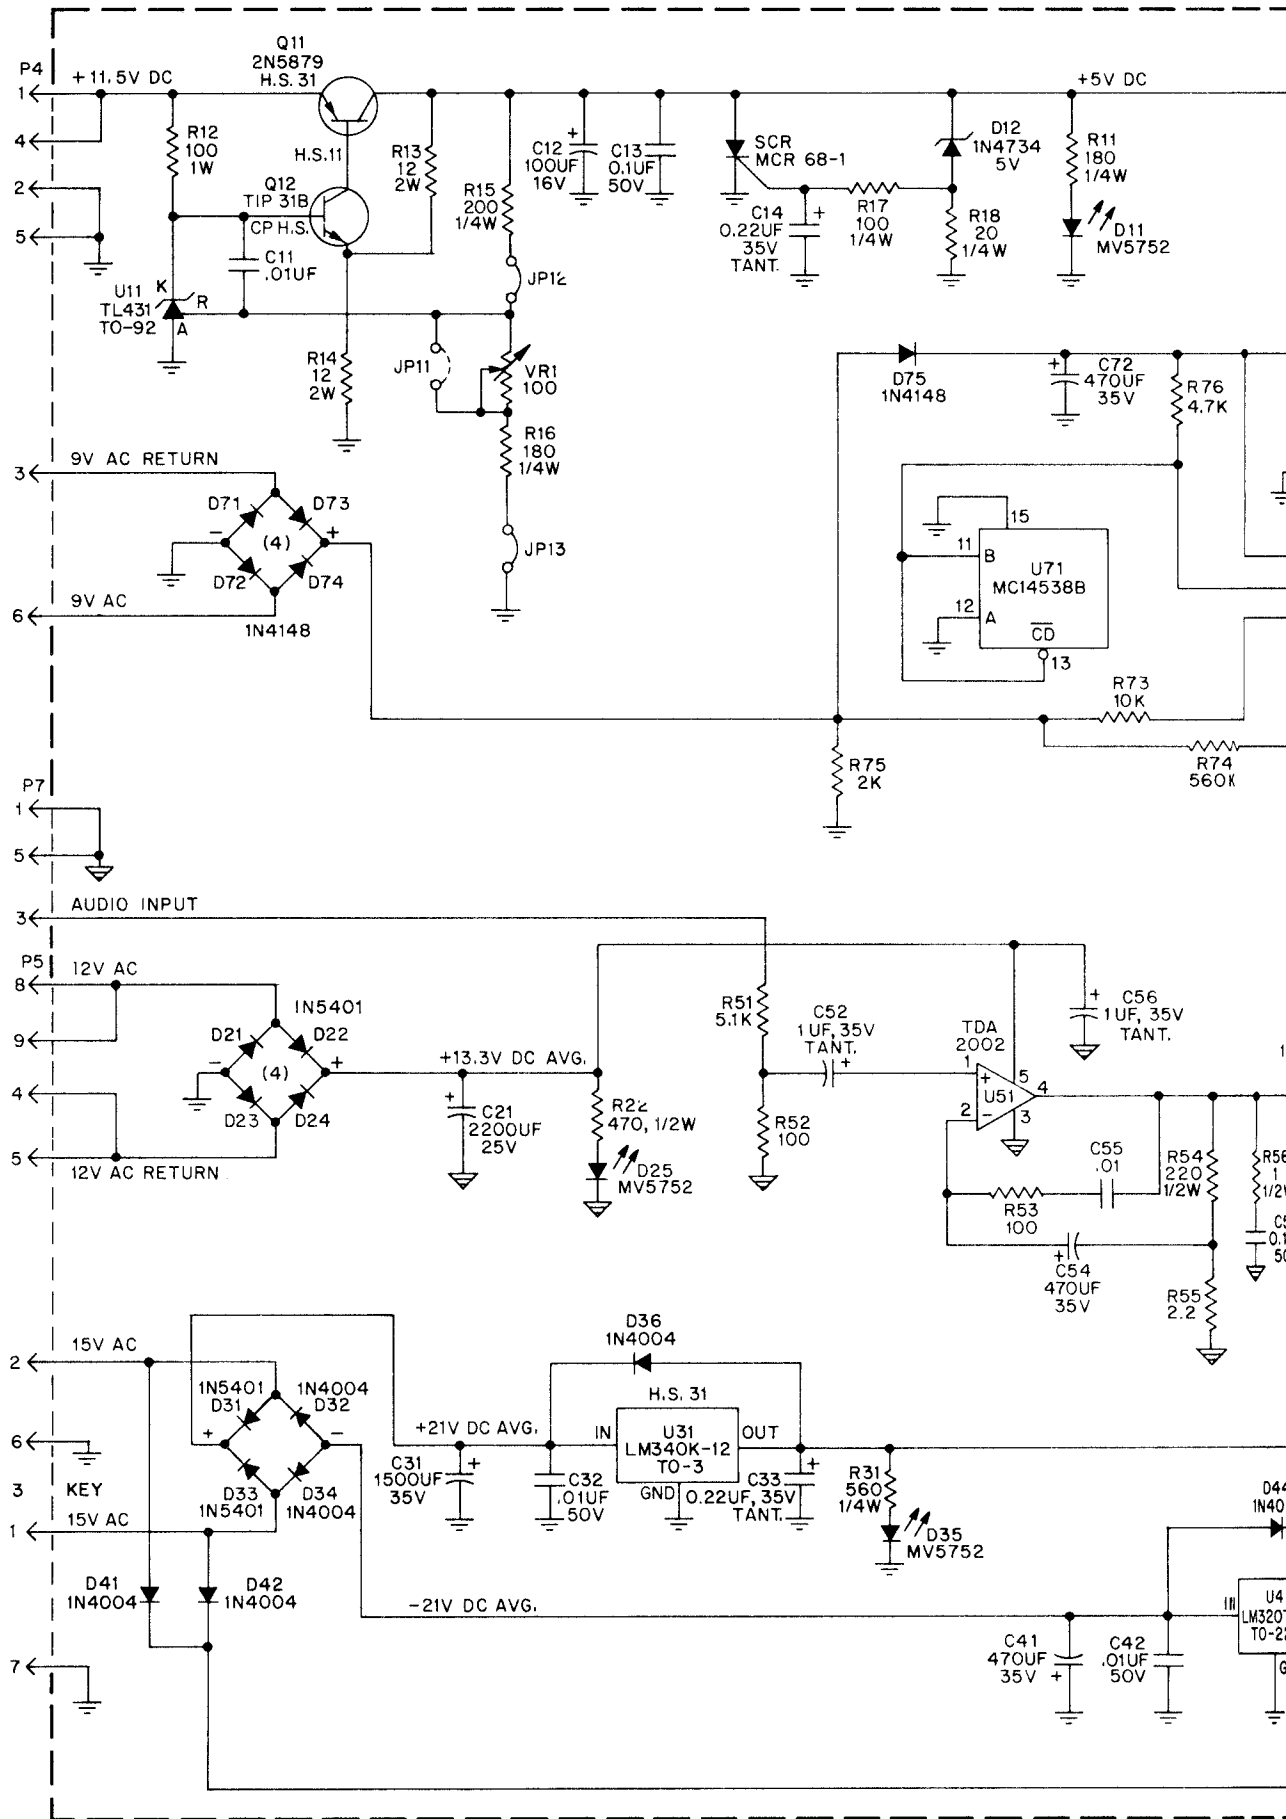 P4
1
+11.5V DC
4
2
5
Q11
2N5879
H.S.31
+5V DC
R12
100
1W
H.S.11
Q12
TIP 31B
CP H.S.
R13
12
2W
R15
200
1/4W
C12
+
100UF
16V
C13
0.1UF
50V
SCR
MCR 68-1
D12
1N4734
5V
R11
180
1/4W
C14
+
0.22UF
35V
TANT.
R17
100
1/4W
R18
20
1/4W
D11
MV5752
C11
.01UF
JP12
K
R
A
U11
TL431
TO-92
R14
12
2W
JP11
VR1
100
R16
180
1/4W
JP13
D75
1N4148
+
C72
470UF
35V
R76
4.7K
3
9V AC RETURN
D71
D73
-
(4)
+
D72
D74
6
9V AC
1N4148
15
11
B
U71
MC14538B
12
A
CD
13
R73
10K
R74
560K
R75
2K
P7
1
5
3
AUDIO INPUT
P5
8
12V AC
9
4
5
12V AC RETURN
1N5401
D21
D22
-
(4)
+
D23
D24
+13.3V DC AVG.
+
C21
2200UF
25V
R22
470, 1/2W
D25
MV5752
R51
5.1K
R52
100
C52
1UF, 35V
TANT.
+
TDA
2002
1
+
U51
2
-
5
4
3
+
C56
1UF, 35V
TANT.
R53
100
C55
.01
R54
220
1/2W
R56
1
+
C54
470UF
35V
R55
2.2
2
15V AC
6
3
KEY
1
15V AC
1N5401
D31
1N4004
D32
+
-
D33
1N5401
D34
1N4004
D36
1N4004
H.S. 31
+21V DC AVG.
IN
U31
LM340K-12
TO-3
OUT
GND
C31
+
1500UF
35V
C32
.01UF
50V
C33
+
0.22UF, 35V
TANT.
R31
560
1/4W
D35
MV5752
D41
1N4004
D42
1N4004
-21V DC AVG.
7
C41
470UF
35V
+
C42
.01UF
50V
D44
IN